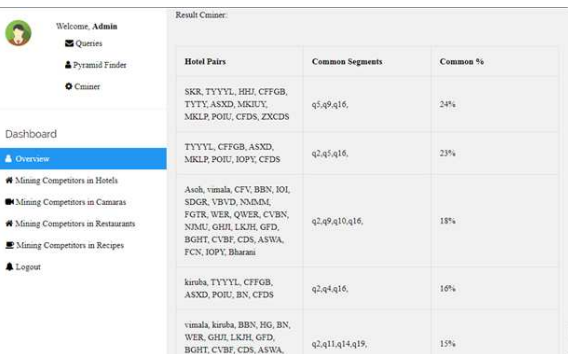 Welcome, Admin
Queries
Pyramid Finder
Cminer
Dashboard
Overview
Mining Competitors in Hotels
Mining Competitors in Camaras
Mining Competitors in Restaurants
Mining Competitors in Recipes
Logout
Result Cminer:
Hotel Pairs Common Segments Common %
SKR, TYYYL, HHJ, CFFGB,
TYTY, ASXD, MKIUY,
MKLP, POIU, CFDS, ZXCDS
q5,q9,q16,
24%
TYYYL, CFFGB, ASXD,
MKLP, POIU, IOPY, CFDS
q2,q5,q16,
23%
Asoh, vimala, CFV, BBN, IOI,
SDGR, VBVD, NMMM,
FGTR, WER, QWER, CVBN,
NJMU, GHJI, LKJH, GFD,
BGHT, CVBF, CDS, ASWA,
FCN, IOPY, Bharani
q2,q9,q10,q16,
18%
kiruba, TYYYL, CFFGB,
ASXD, POIU, BN, CFDS
q2,q4,q16,
16%
vimala, kiruba, BBN, HG, BN,
WER, GHJI, LKJH, GFD,
BGHT, CVBF, CDS, ASWA,
q2,q11,q14,q19,
15%